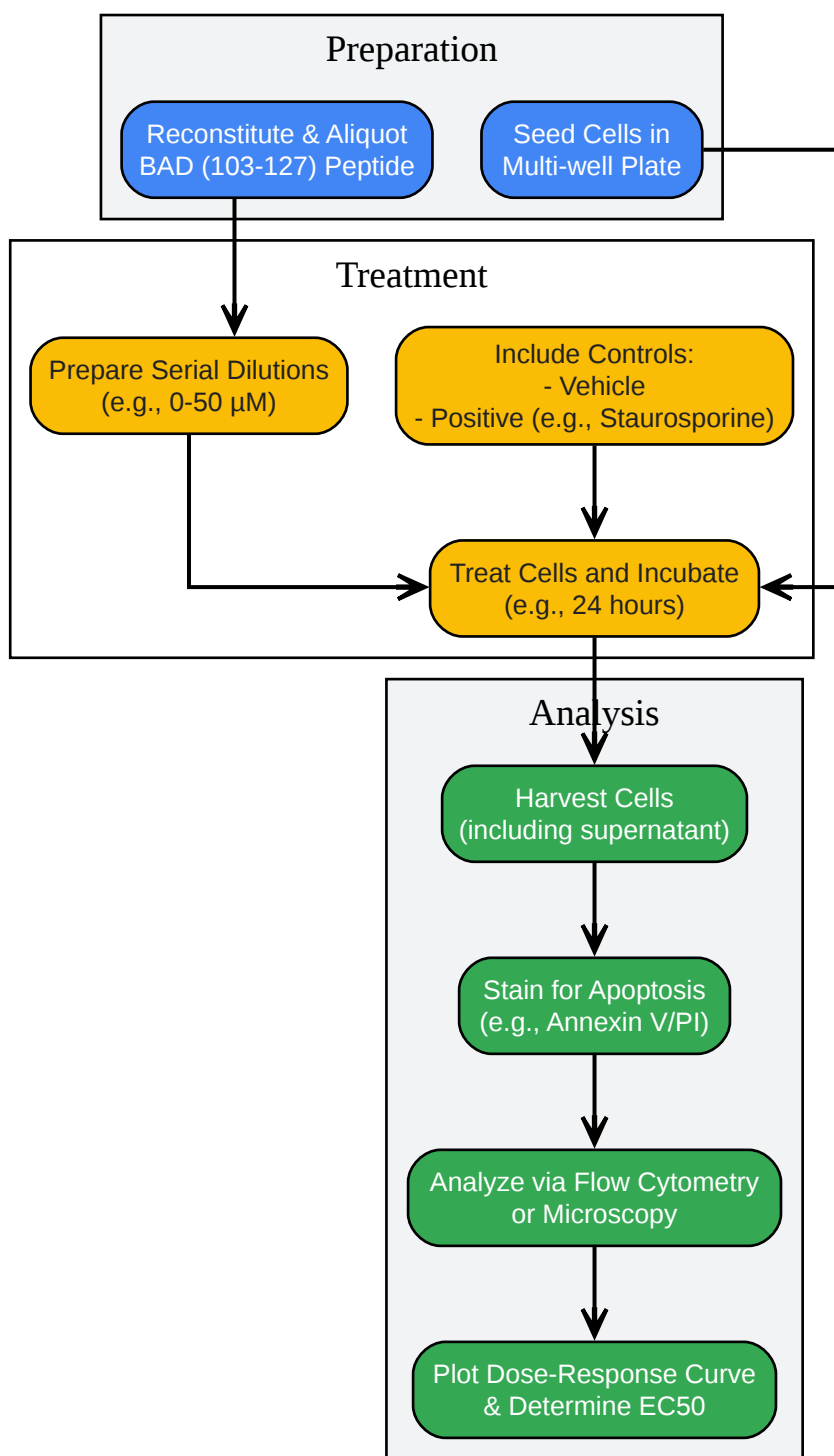 Preparation
Reconstitute & Aliquot
BAD (103-127) Peptide
Seed Cells in
Multi-well Plate
Treatment
Prepare Serial Dilutions
(e.g., 0-50 µM)
Include Controls:
- Vehicle
- Positive (e.g., Staurosporine)
Treat Cells and Incubate
(e.g., 24 hours)
Analysis
Harvest Cells
(including supernatant)
Stain for Apoptosis
(e.g., Annexin V/PI)
Analyze via Flow Cytometry
or Microscopy
Plot Dose-Response Curve
& Determine EC50